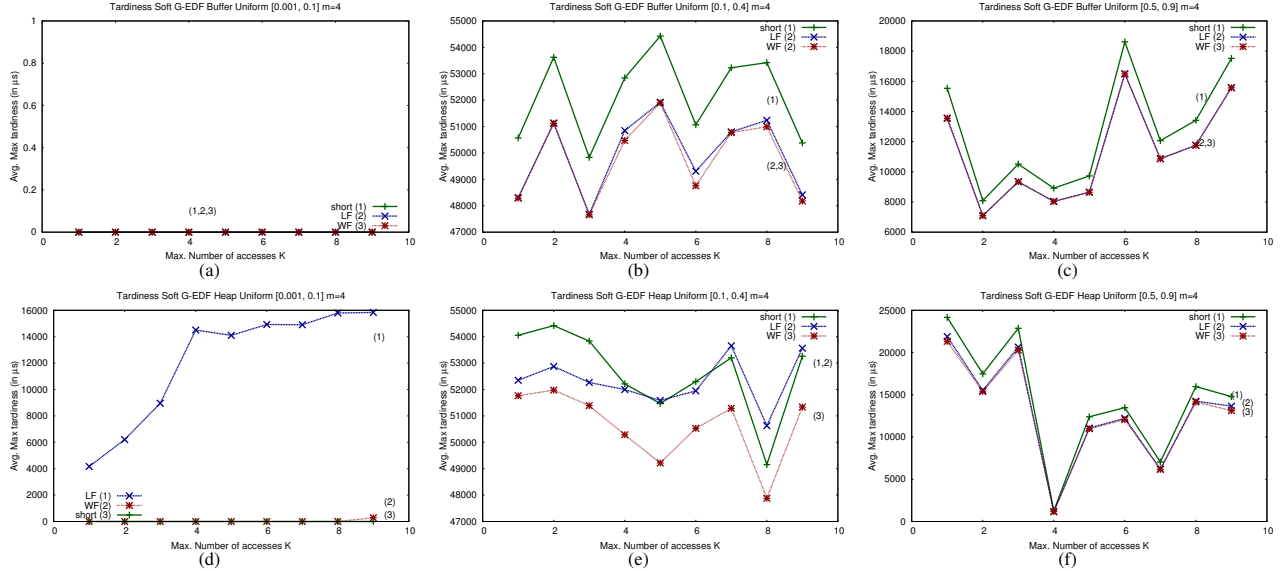 Tardiness Soft G-EDF Buffer Uniform [0.001, 0.1] m=4
Avg. Max tardiness (in µs)
1
0.8
0.6
0.4
0.2
0
(1,2,3)
short (1)
LF (2)
WF (3)
0 2 4 6 8 10
Max. Number of accesses K
(a)
Tardiness Soft G-EDF Buffer Uniform [0.1, 0.4] m=4
Avg. Max tardiness (in µs)
55000
54000
53000
52000
51000
50000
49000
48000
47000
short (1)
LF (2)
WF (2)
(1)
(2,3)
0 2 4 6 8 10
Max. Number of accesses K
(b)
Tardiness Soft G-EDF Buffer Uniform [0.5, 0.9] m=4
Avg. Max tardiness (in µs)
20000
18000
16000
14000
12000
10000
8000
6000
short (1)
LF (2)
WF (3)
(1)
(2,3)
0 2 4 6 8 10
Max. Number of accesses K
(c)
Tardiness Soft G-EDF Heap Uniform [0.001, 0.1] m=4
Avg. Max tardiness (in µs)
16000
14000
12000
10000
8000
6000
4000
2000
0
(1)
LF (1)
WF(2)
short (3)
(2)
(3)
0 2 4 6 8 10
Max. Number of accesses K
(d)
Tardiness Soft G-EDF Heap Uniform [0.1, 0.4] m=4
Avg. Max tardiness (in µs)
55000
54000
53000
52000
51000
50000
49000
48000
47000
short (1)
LF (2)
WF (3)
(1,2)
(3)
0 2 4 6 8 10
Max. Number of accesses K
(e)
Tardiness Soft G-EDF Heap Uniform [0.5, 0.9] m=4
Avg. Max tardiness (in µs)
25000
20000
15000
10000
5000
0
short (1)
LF (2)
WF (3)
(1)
(2)
(3)
0 2 4 6 8 10
Max. Number of accesses K
(f)